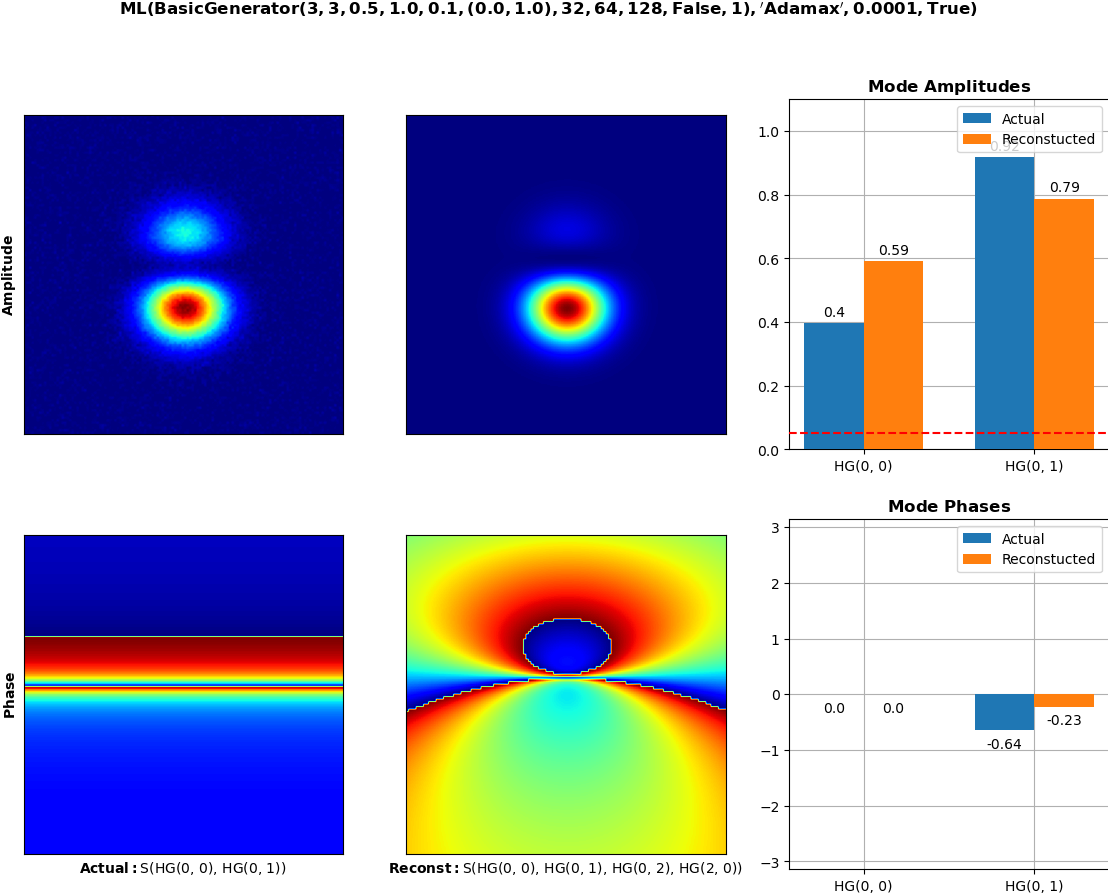 ML(BasicGenerator(3, 3, 0.5, 1.0, 0.1, (0.0, 1.0), 32, 64, 128, False, 1), ′Adamax′, 0.0001, True)
Amplitude
Mode Amplitudes
Actual
Reconstucted
1.0
0.8
0.6
0.4
0.2
0.0
0.4
0.59
0.92
0.79
HG(0, 0)
HG(0, 1)
Phase
Actual: S(HG(0, 0), HG(0, 1))
Reconst: S(HG(0, 0), HG(0, 1), HG(0, 2), HG(2, 0))
Mode Phases
Actual
Reconstucted
3
2
1
0
−1
−2
−3
0.0
0.0
-0.64
-0.23
HG(0, 0)
HG(0, 1)